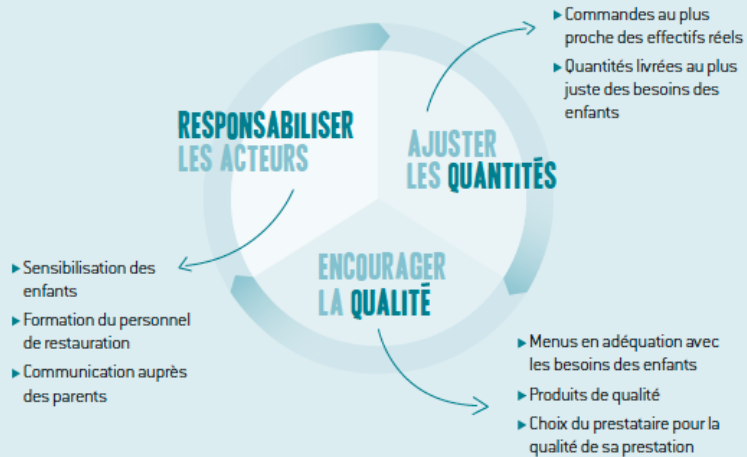 ▸ Commandes au plus
proche des effectifs réels
▸ Quantités livrées au plus
juste des besoins des
enfants
RESPONSABILISER
LES ACTEURS
AJUSTER
LES QUANTITÉS
▸ Sensibilisation des
enfants
▸ Formation du personnel
de restauration
▸ Communication auprès
des parents
ENCOURAGER
LA QUALITÉ
▸ Menus en adéquation avec
les besoins des enfants
▸ Produits de qualité
▸ Choix du prestataire pour la
qualité de sa prestation